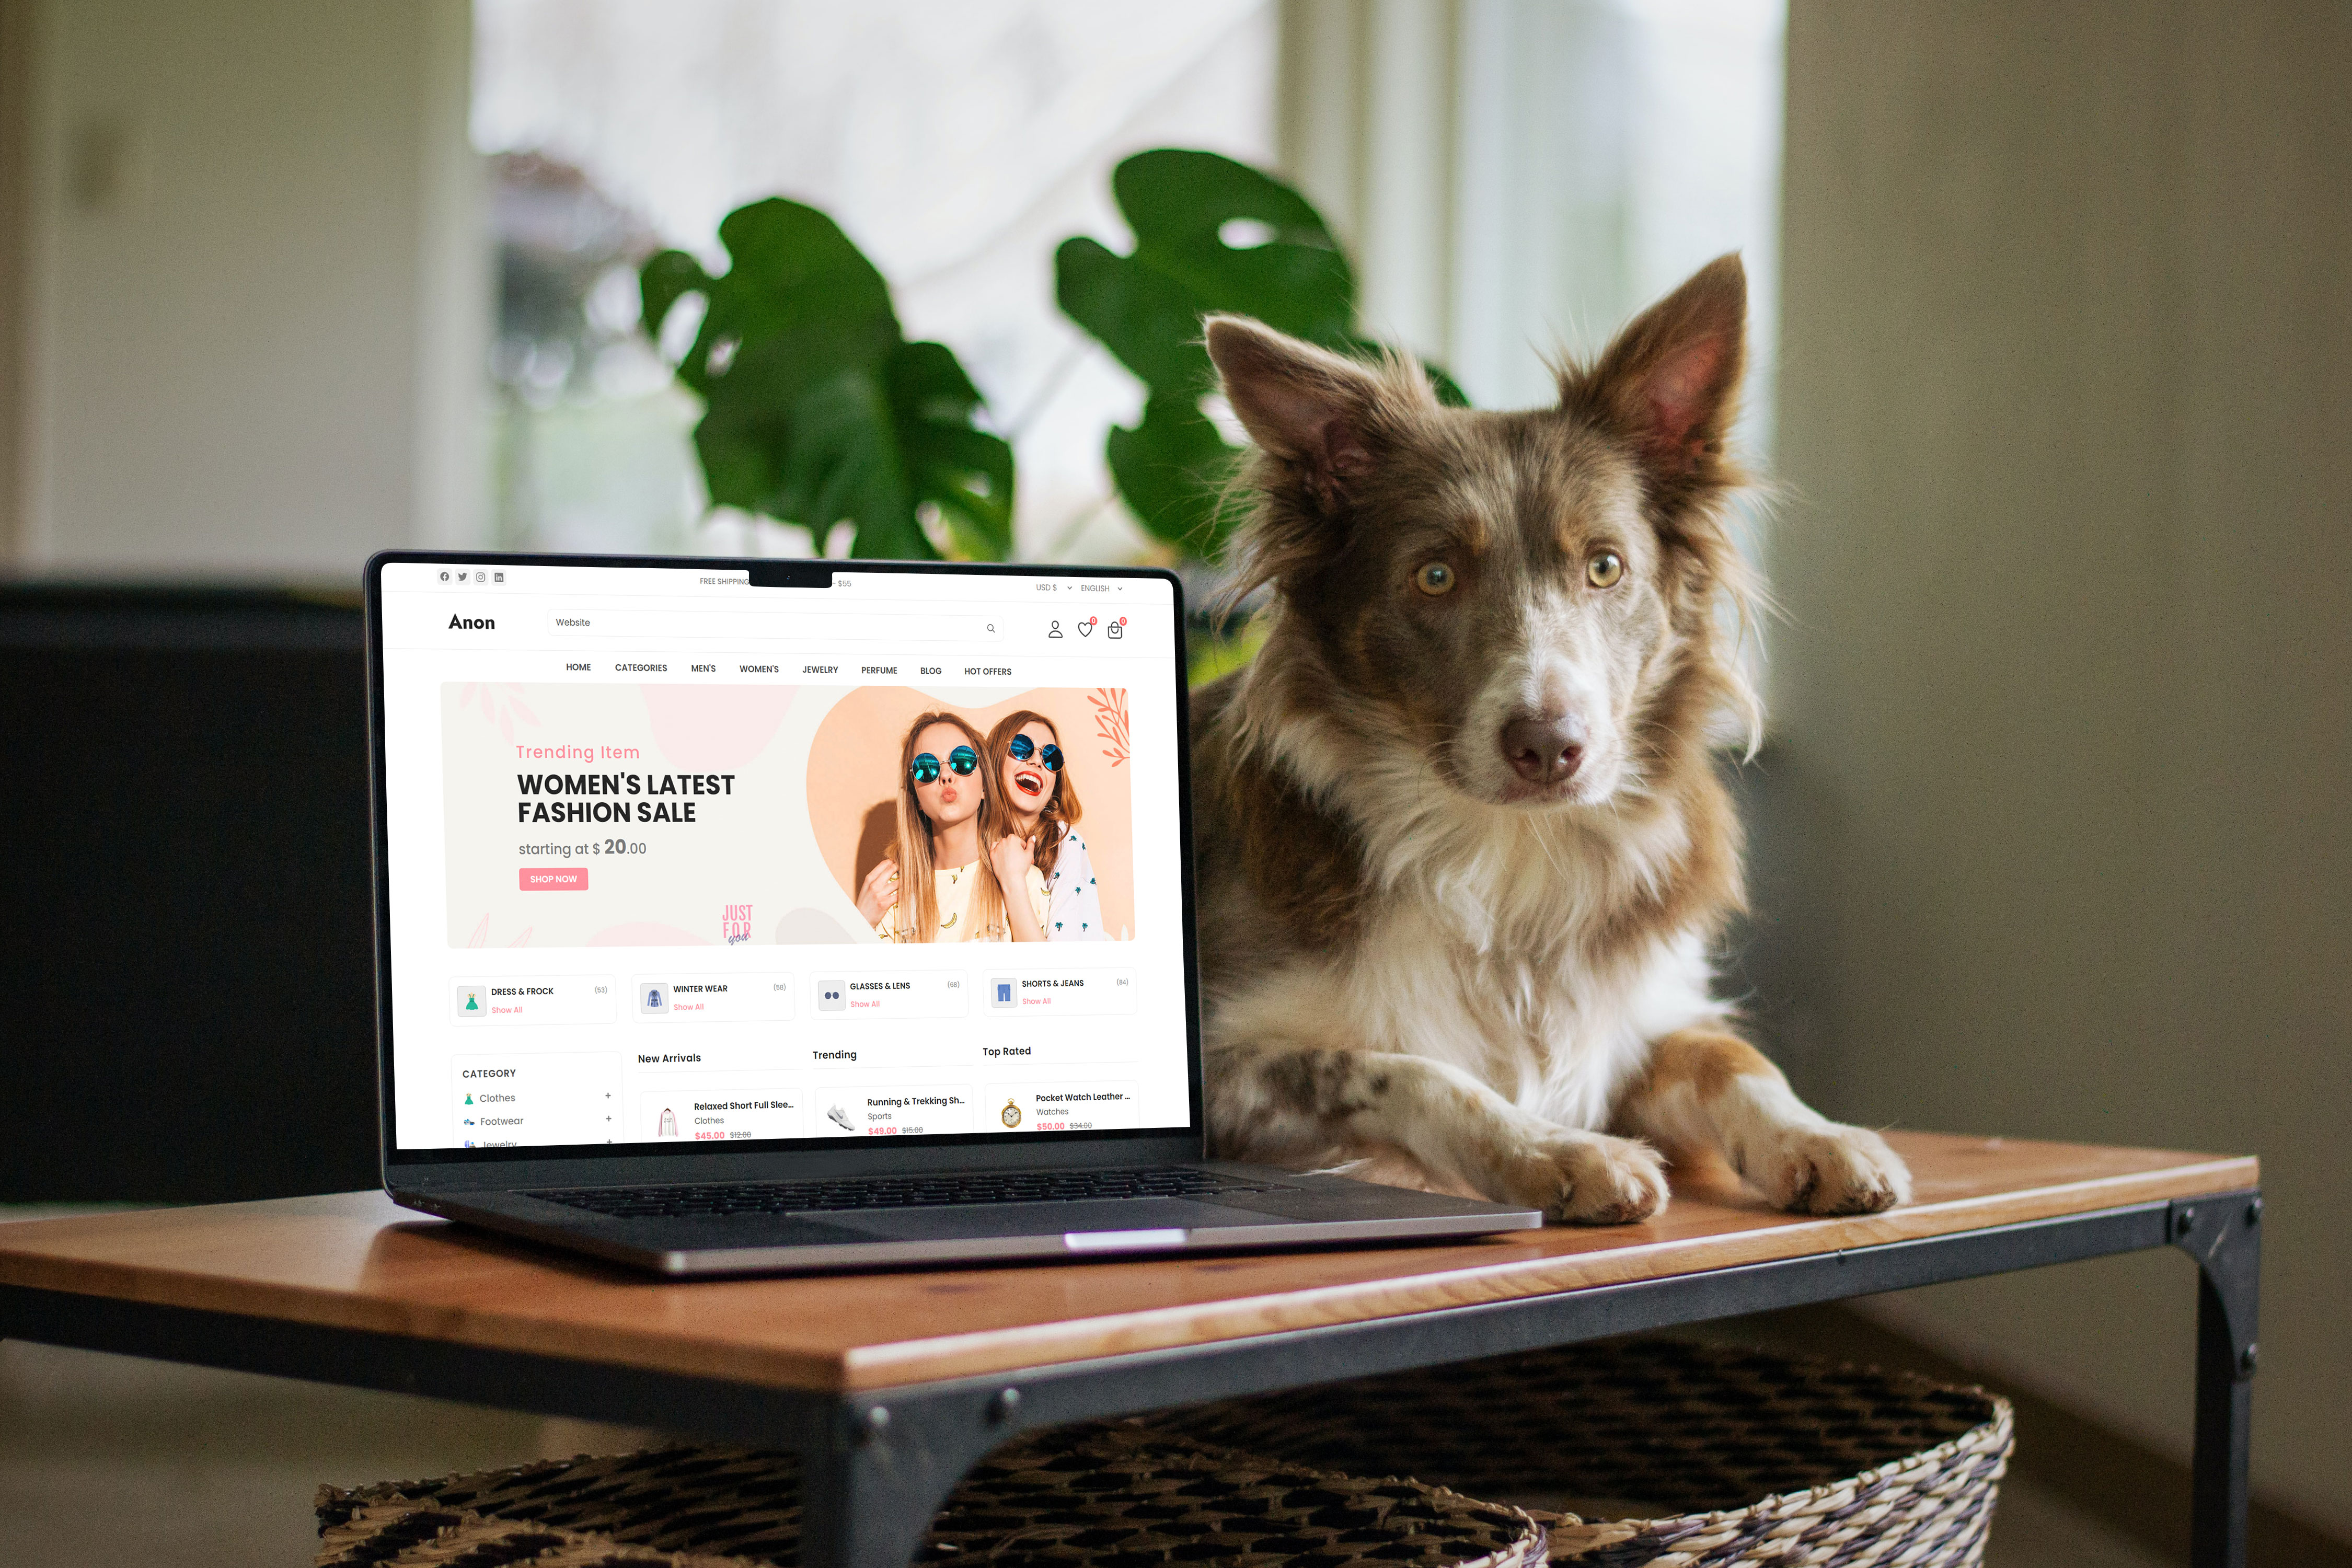 FREE SHIPPING - $55
USD $ ENGLISH
Anon
Website
0 0
HOME CATEGORIES MEN'S WOMEN'S JEWELRY PERFUME BLOG HOT OFFERS
Trending Item
WOMEN'S LATEST
FASHION SALE
starting at $ 20.00
SHOP NOW
JUST
FOR
you
DRESS & FROCK (53)
Show All
WINTER WEAR (58)
Show All
GLASSES & LENS (68)
Show All
SHORTS & JEANS (84)
Show All
CATEGORY
Clothes +
Footwear +
Jewelry +
New Arrivals
Relaxed Short Full Slee...
Clothes
$45.00 $12.00
Trending
Running & Trekking Sh...
Sports
$49.00 $15.00
Top Rated
Pocket Watch Leather ...
Watches
$50.00 $34.00